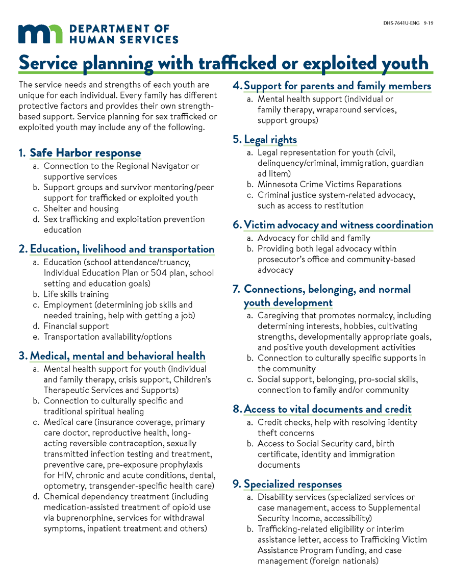 DHS-7641U-ENG 9-19
DEPARTMENT OF
HUMAN SERVICES
Service planning with trafficked or exploited youth
The service needs and strengths of each youth are
unique for each individual. Every family has different
protective factors and provides their own strength-
based support. Service planning for sex trafficked or
exploited youth may include any of the following.
1. Safe Harbor response
a. Connection to the Regional Navigator or
supportive services
b. Support groups and survivor mentoring/peer
support for trafficked or exploited youth
c. Shelter and housing
d. Sex trafficking and exploitation prevention
education
2. Education, livelihood and transportation
a. Education (school attendance/truancy,
Individual Education Plan or 504 plan, school
setting and education goals)
b. Life skills training
c. Employment (determining job skills and
needed training, help with getting a job)
d. Financial support
e. Transportation availability/options
3. Medical, mental and behavioral health
a. Mental health support for youth (individual
and family therapy, crisis support, Children's
Therapeutic Services and Supports)
b. Connection to culturally specific and
traditional spiritual healing
c. Medical care (insurance coverage, primary
care doctor, reproductive health, long-
acting reversible contraception, sexually
transmitted infection testing and treatment,
preventive care, pre-exposure prophylaxis
for HIV, chronic and acute conditions, dental,
optometry, transgender-specific health care)
d. Chemical dependency treatment (including
medication-assisted treatment of opioid use
via buprenorphine, services for withdrawal
symptoms, inpatient treatment and others)
4. Support for parents and family members
a. Mental health support (individual or
family therapy, wraparound services,
support groups)
5. Legal rights
a. Legal representation for youth (civil,
delinquency/criminal, immigration, guardian
ad litem)
b. Minnesota Crime Victims Reparations
c. Criminal justice system-related advocacy,
such as access to restitution
6. Victim advocacy and witness coordination
a. Advocacy for child and family
b. Providing both legal advocacy within
prosecutor's office and community-based
advocacy
7. Connections, belonging, and normal
youth development
a. Caregiving that promotes normalcy, including
determining interests, hobbies, cultivating
strengths, developmentally appropriate goals,
and positive youth development activities
b. Connection to culturally specific supports in
the community
c. Social support, belonging, pro-social skills,
connection to family and/or community
8. Access to vital documents and credit
a. Credit checks, help with resolving identity
theft concerns
b. Access to Social Security card, birth
certificate, identity and immigration
documents
9. Specialized responses
a. Disability services (specialized services or
case management, access to Supplemental
Security Income, accessibility)
b. Trafficking-related eligibility or interim
assistance letter, access to Trafficking Victim
Assistance Program funding, and case
management (foreign nationals)